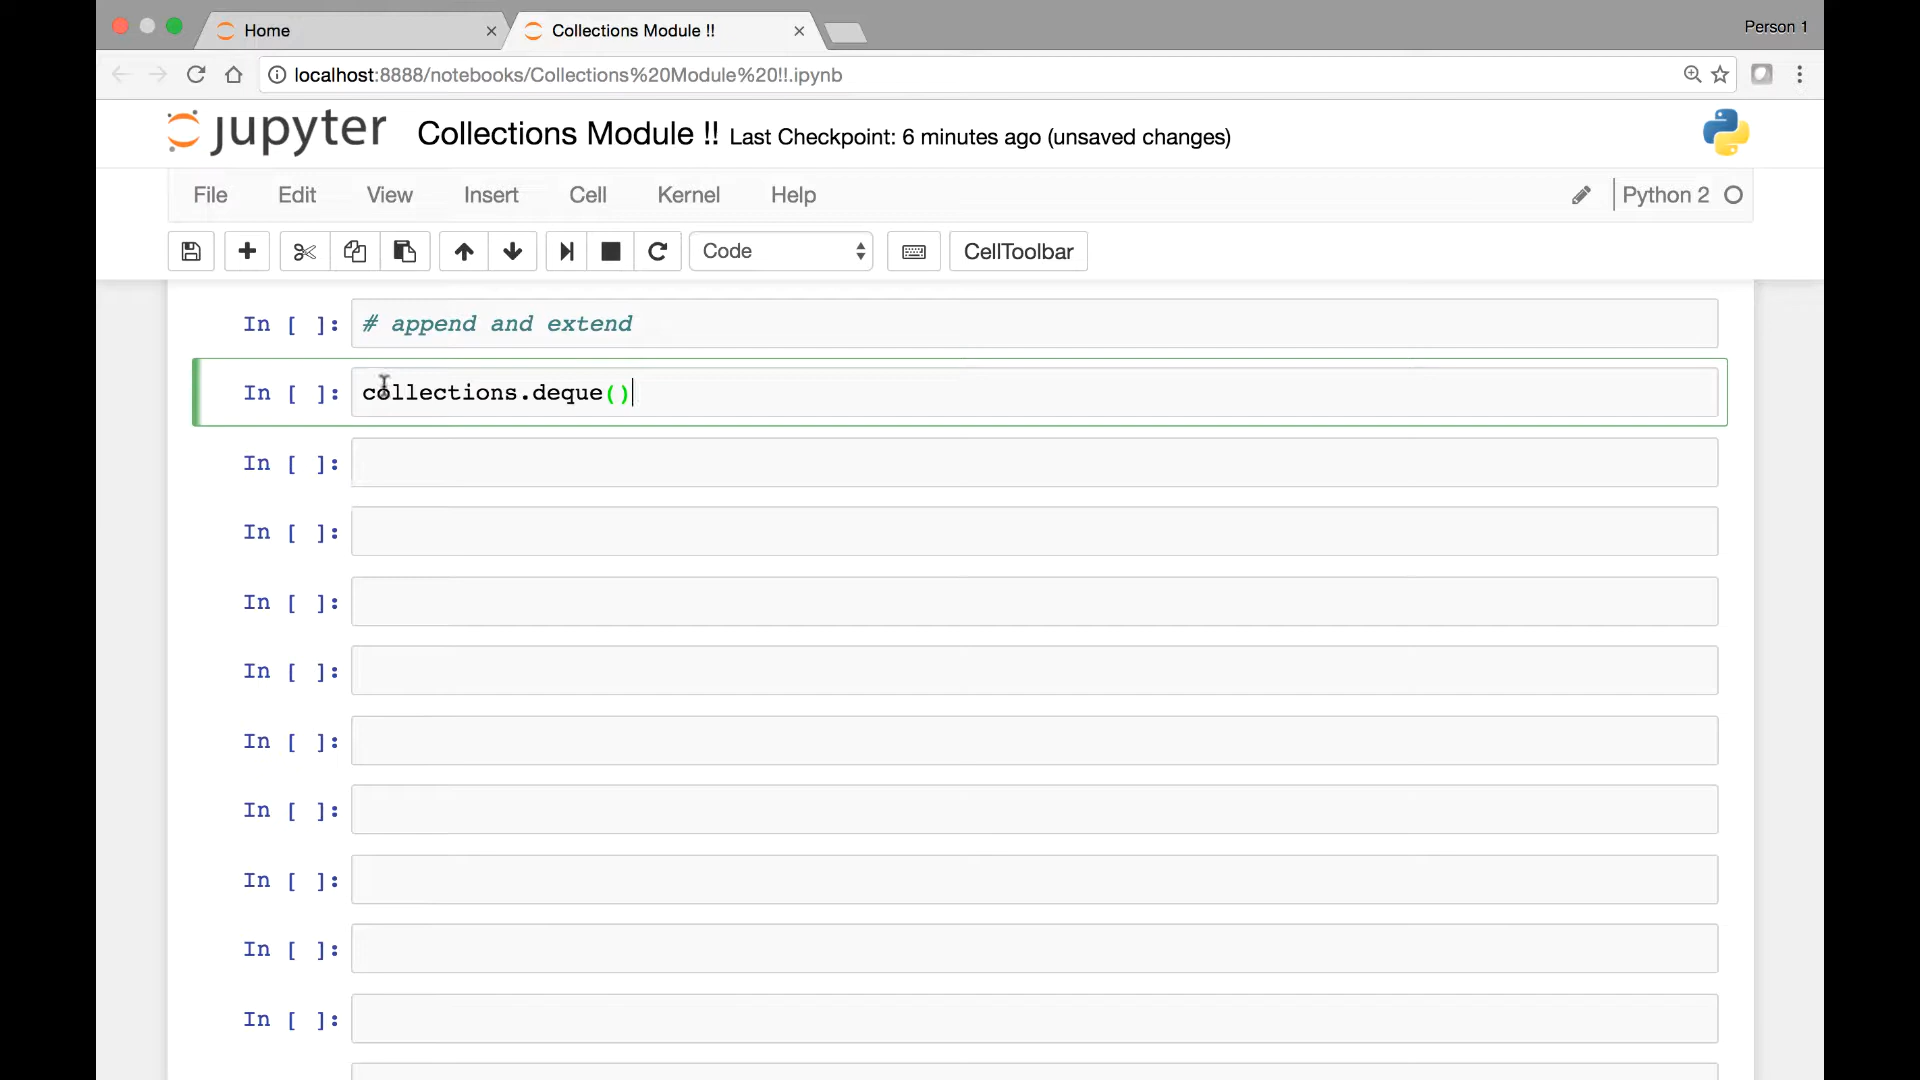 Home
Collections Module !!
Person 1
localhost:8888/notebooks/Collections%20Module%20!!.ipynb
jupyter Collections Module !! Last Checkpoint: 6 minutes ago (unsaved changes)
File Edit View Insert Cell Kernel Help
Python 2
Code
CellToolbar
In [ ]: # append and extend
In [ ]: collections.deque()
In [ ]:
In [ ]:
In [ ]:
In [ ]:
In [ ]:
In [ ]:
In [ ]:
In [ ]:
In [ ]: